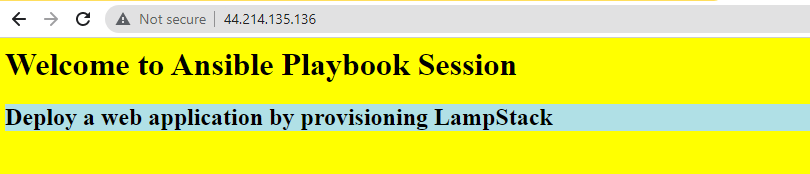 Not secure | 44.214.135.136
Welcome to Ansible Playbook Session
Deploy a web application by provisioning LampStack